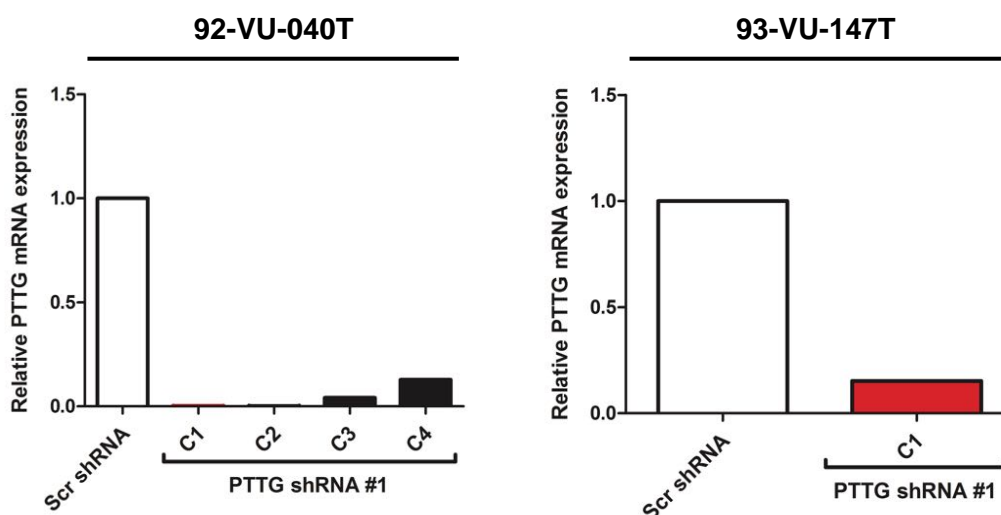 92-VU-040T
Relative PTTG mRNA expression
1.5
1.0
0.5
0.0
Scr shRNA
C1
C2
C3
C4
PTTG shRNA #1
93-VU-147T
Relative PTTG mRNA expression
1.5
1.0
0.5
0.0
Scr shRNA
C1
PTTG shRNA #1